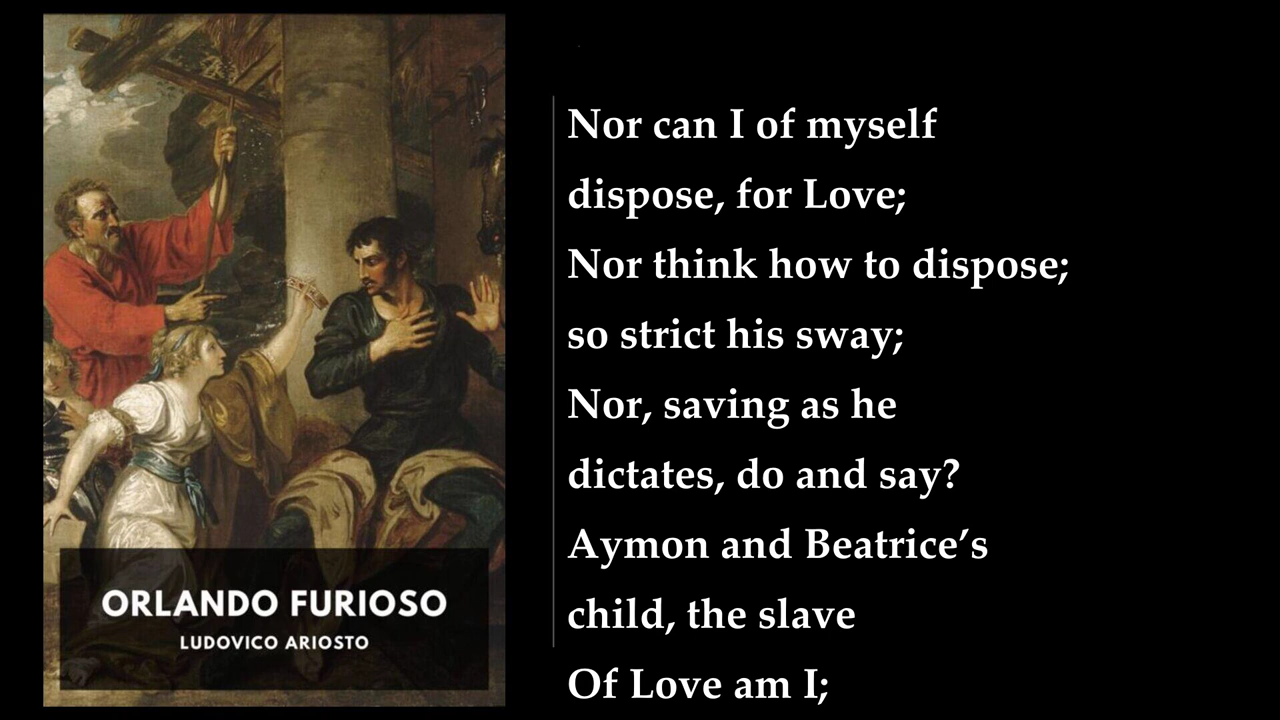 ORLANDO FURIOSO
LUDOVICO ARIOSTO
Nor can I of myself
dispose, for Love;
Nor think how to dispose;
so strict his sway;
Nor, saving as he
dictates, do and say?
Aymon and Beatrice’s
child, the slave
Of Love am I;